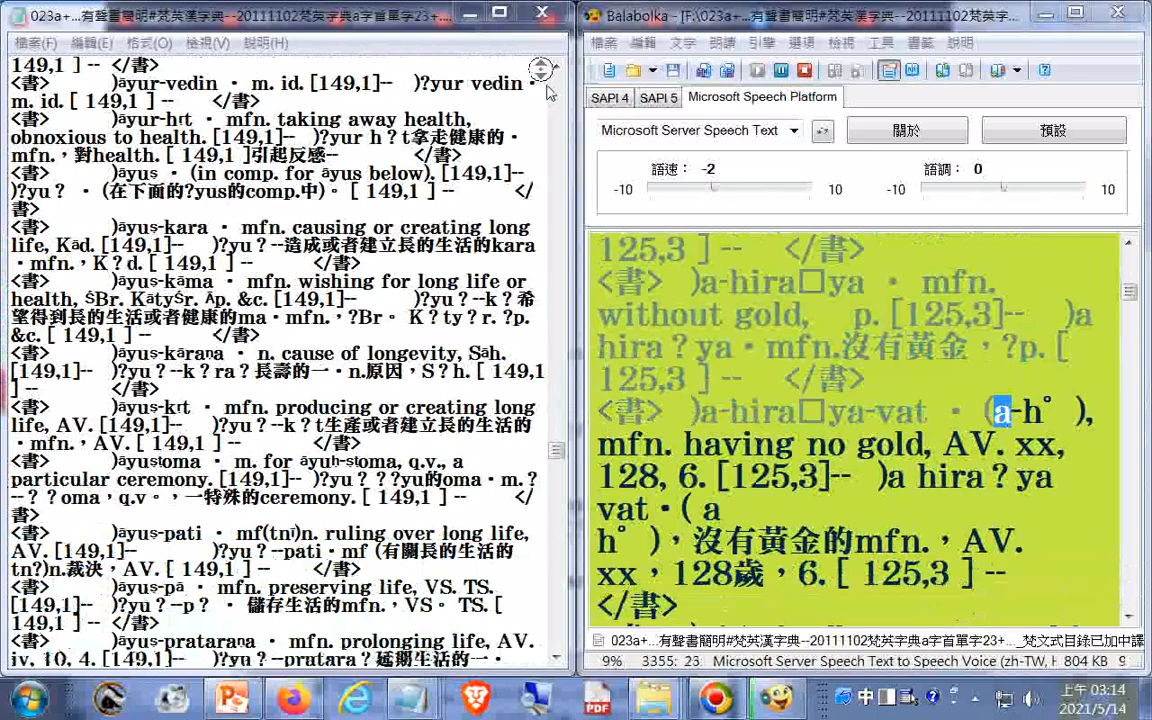 023a+...有聲書簡明#梵英漢字典--20111102梵英字典a字首單字23+...
檔案(F) 編輯(E) 格式(O) 檢視(V) 說明(H)
149,1 ] -- </書>
<書> )āyur-vedin ‧ m. id. [149,1]-- )?yur vedin‧
m. id. [ 149,1 ] -- </書>
<書> )āyur-hṛt ‧ mfn. taking away health,
obnoxious to health. [149,1]-- )?yur h?t拿走健康的‧
mfn.，對health. [ 149,1 ]引起反感-- </書>
<書> )āyuṣ ‧ (in comp. for āyus below). [149,1]--
)?yu? ‧ (在下面的?yus的comp.中)。[ 149,1 ] -- </
書>
<書> )āyuṣ-kara ‧ mfn. causing or creating long
life, Kād. [149,1]-- )?yu?--造成或者建立長的生活的kara
‧mfn.，K?d. [ 149,1 ] -- </書>
<書> )āyuṣ-kāma ‧ mfn. wishing for long life or
health, ŚBr. KātyŚr. Āp. &c. [149,1]-- )?yu?--k?希
望得到長的生活或者健康的ma‧mfn.，?Br。 K?ty?r. ?p.
&c. [ 149,1 ] -- </書>
<書> )āyuṣ-kāraṇa ‧ n. cause of longevity, Sāh.
[149,1]-- )?yu?--k?ra?長壽的一‧n.原因，S?h. [ 149,1
] -- </書>
<書> )āyuṣ-kṛt ‧ mfn. producing or creating long
life, AV. [149,1]-- )?yu?--k?t生產或者建立長的生活的
‧mfn.，AV. [ 149,1 ] -- </書>
<書> )āyuṣṭoma ‧ m. for āyuḥ-ṣṭoma, q.v., a
particular ceremony. [149,1]-- )?yu???yu的oma‧m.?
--??oma，q.v。，一特殊的ceremony. [ 149,1 ] -- </
書>
<書> )āyuṣ-pati ‧ mf(tnī)n. ruling over long life,
AV. [149,1]-- )?yu?--pati‧mf (有關長的生活的
tn?)n.裁決，AV. [ 149,1 ] -- </書>
<書> )āyuṣ-pā ‧ mfn. preserving life, VS. TS.
[149,1]-- )?yu?--p? ‧ 儲存生活的mfn.，VS。 TS. [
149,1 ] -- </書>
<書> )āyuṣ-prataraṇa ‧ mfn. prolonging life, AV.
iv, 10, 4. [149,1]-- )?yu?--pratara?延期生活的一‧
Balabolka - [F:\023a+...有聲書簡明#梵英漢字典--20111102梵英字...
檔案 編輯 文字 朗讀 引擎 選項 檢視 工具 書籤 說明
SAPI 4 SAPI 5 Microsoft Speech Platform
Microsoft Server Speech Text 關於 預設
語速： -2 語調： 0
-10 10 -10 10
125,3 ] -- </書>
<書> )a-hira□ya ‧ mfn.
without gold, p. [125,3]-- )a
hira?ya‧mfn.沒有黃金，?p. [
125,3 ] -- </書>
<書> )a-hira□ya-vat ‧ (a-h° ),
mfn. having no gold, AV. xx,
128, 6. [125,3]-- )a hira?ya
vat‧( a
h° )，沒有黃金的mfn.，AV.
xx，128歲，6. [ 125,3 ] --
</書>
023a+...有聲書簡明#梵英漢字典--20111102梵英字典a字首單字23+..._梵文式目錄已加中譯
9% 3355: 23 Microsoft Server Speech Text to Speech Voice (zh-TW, H 804 KB 9
中 上午 03:14
2021/5/14